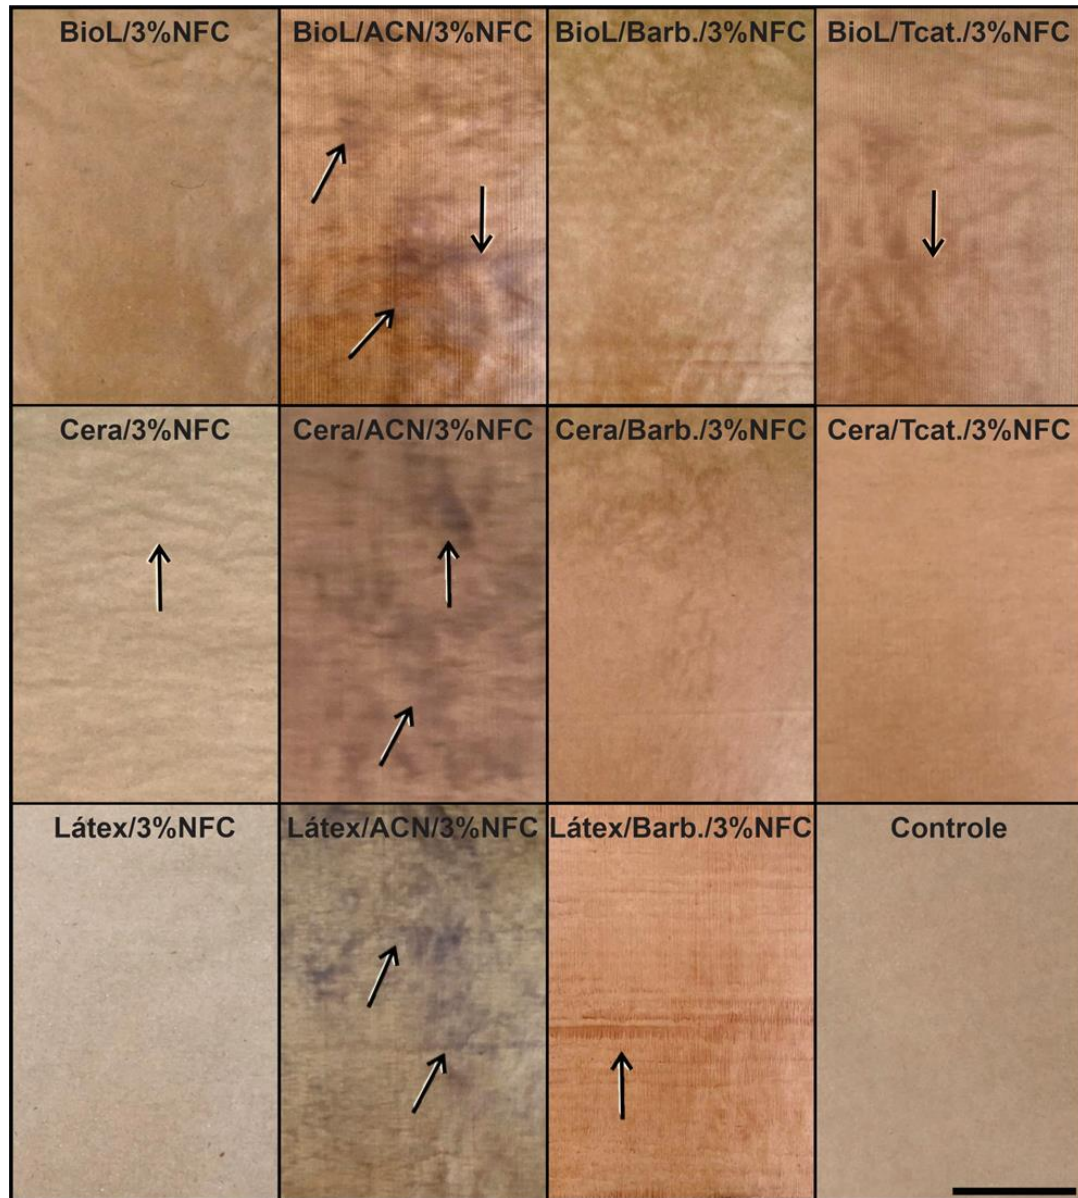 BioL/3%NFC
BioL/ACN/3%NFC
BioL/Barb./3%NFC
BioL/Tcat./3%NFC
Cera/3%NFC
Cera/ACN/3%NFC
Cera/Barb./3%NFC
Cera/Tcat./3%NFC
Látex/3%NFC
Látex/ACN/3%NFC
Látex/Barb./3%NFC
Controle